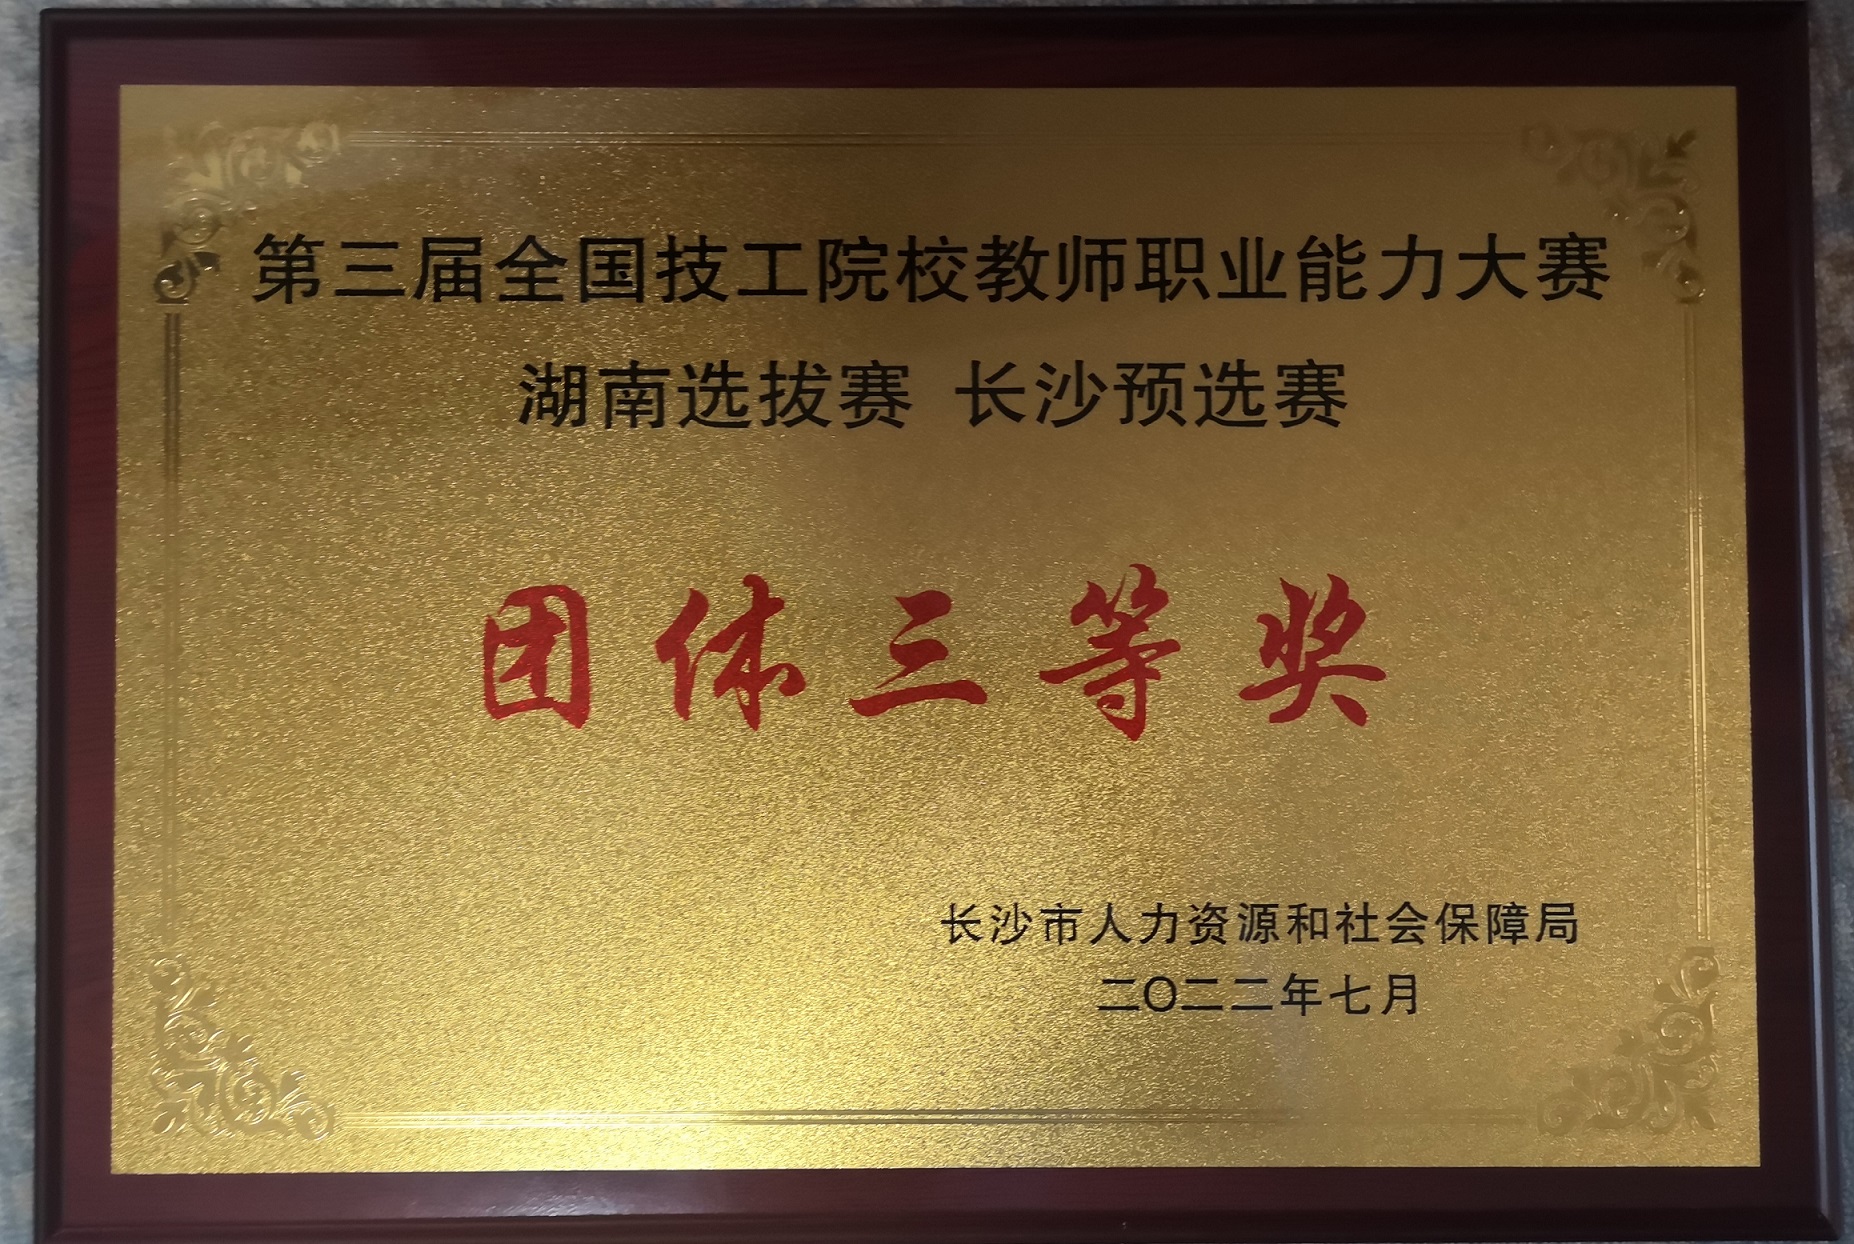 第三届全国技工院校教师职业能力大赛
湖南选拔赛 长沙预选赛
团体三等奖
长沙市人力资源和社会保障局
二〇二二年七月